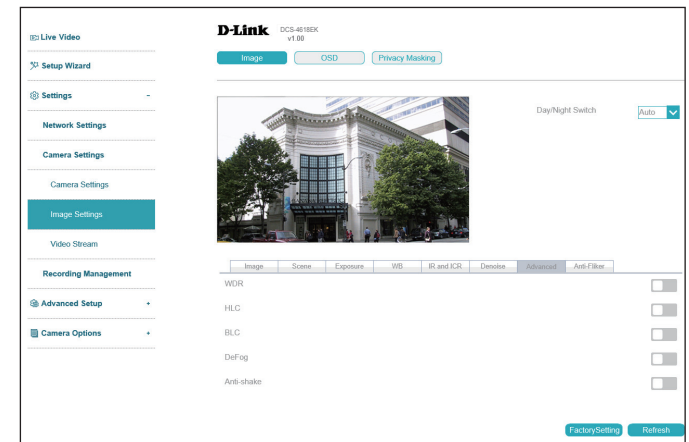 Live Video
Setup Wizard
Settings -
Network Settings
Camera Settings
Camera Settings
Image Settings
Video Stream
Recording Management
Advanced Setup +
Camera Options +
D-Link DCS-4618EK
v1.00
Image OSD Privacy Masking
Day/Night Switch Auto
Image Scene Exposure WB IR and ICR Denoise Advanced Anti-Fliker
WDR
HLC
BLC
DeFog
Anti-shake
FactorySetting Refresh